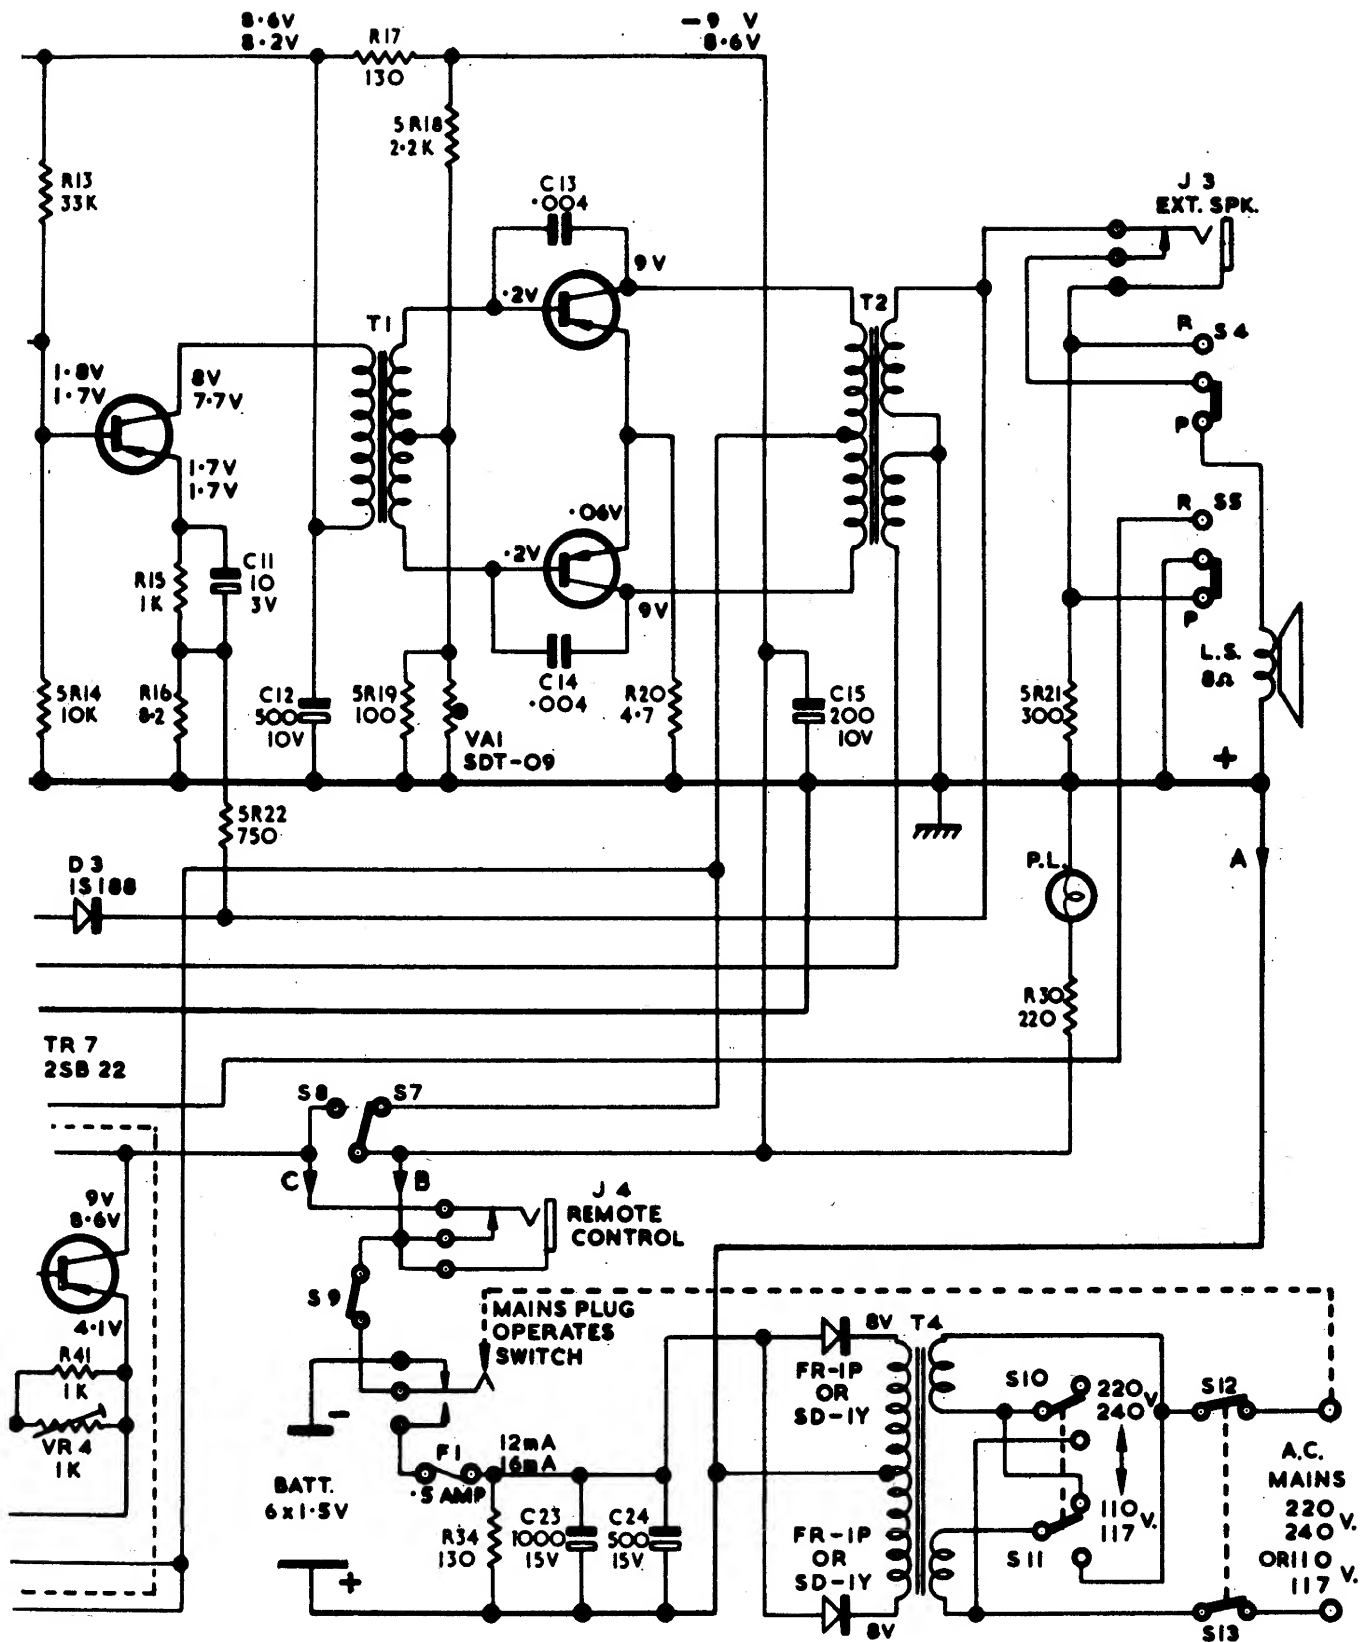 8·6V
8·2V
R17
130
-9 V
8·6V
5R18
2·2K
R13
33K
C13
·004
J 3
EXT. SPK.
9V
·2V
T1
T2
R S4
P
1·8V
1·7V
8V
7·7V
1·7V
1·7V
·06V
·2V
9V
R S5
P
R15
1K
C11
10
3V
C14
·004
L.S.
8Ω
5R14
10K
R16
8·2
C12
500
10V
5R19
100
VA1
SDT-09
R20
4·7
C15
200
10V
5R21
300
+
5R22
750
D 3
1S188
P.L.
A
R30
220
TR 7
2SB 22
S8
S7
C
B
J 4
REMOTE
CONTROL
9V
8·6V
4·1V
S9
MAINS PLUG
OPERATES
SWITCH
R41
1K
VR 4
1K
-
BATT.
6x1·5V
+
F1
·5 AMP
12mA
16mA
R34
130
C23
1000
15V
C24
500
15V
8V
T4
FR-1P
OR
SD-1Y
FR-1P
OR
SD-1Y
8V
S10
220 V.
240
110 V.
117
S11
S12
A.C.
MAINS
220 V.
240
OR110 V.
117
S13